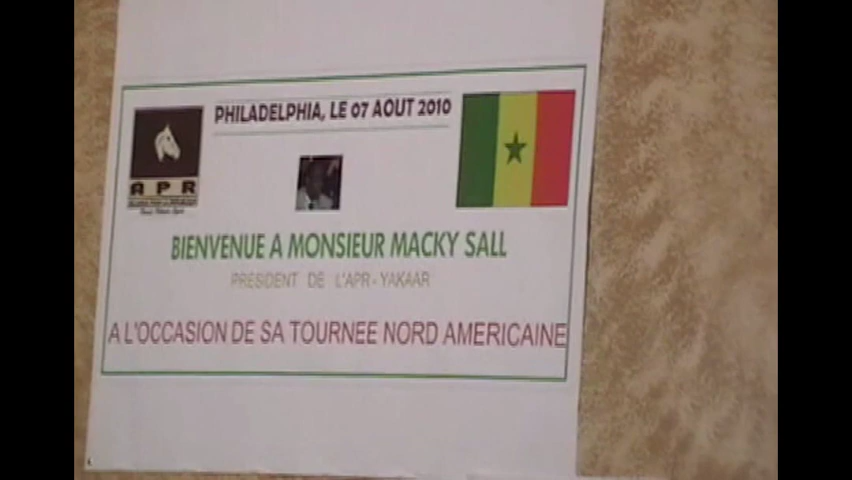 PHILADELPHIA, LE 07 AOUT 2010
APR
BIENVENUE A MONSIEUR MACKY SALL
PRESIDENT DE L'APR - YAKAAR
A L'OCCASION DE SA TOURNEE NORD AMERICAINE